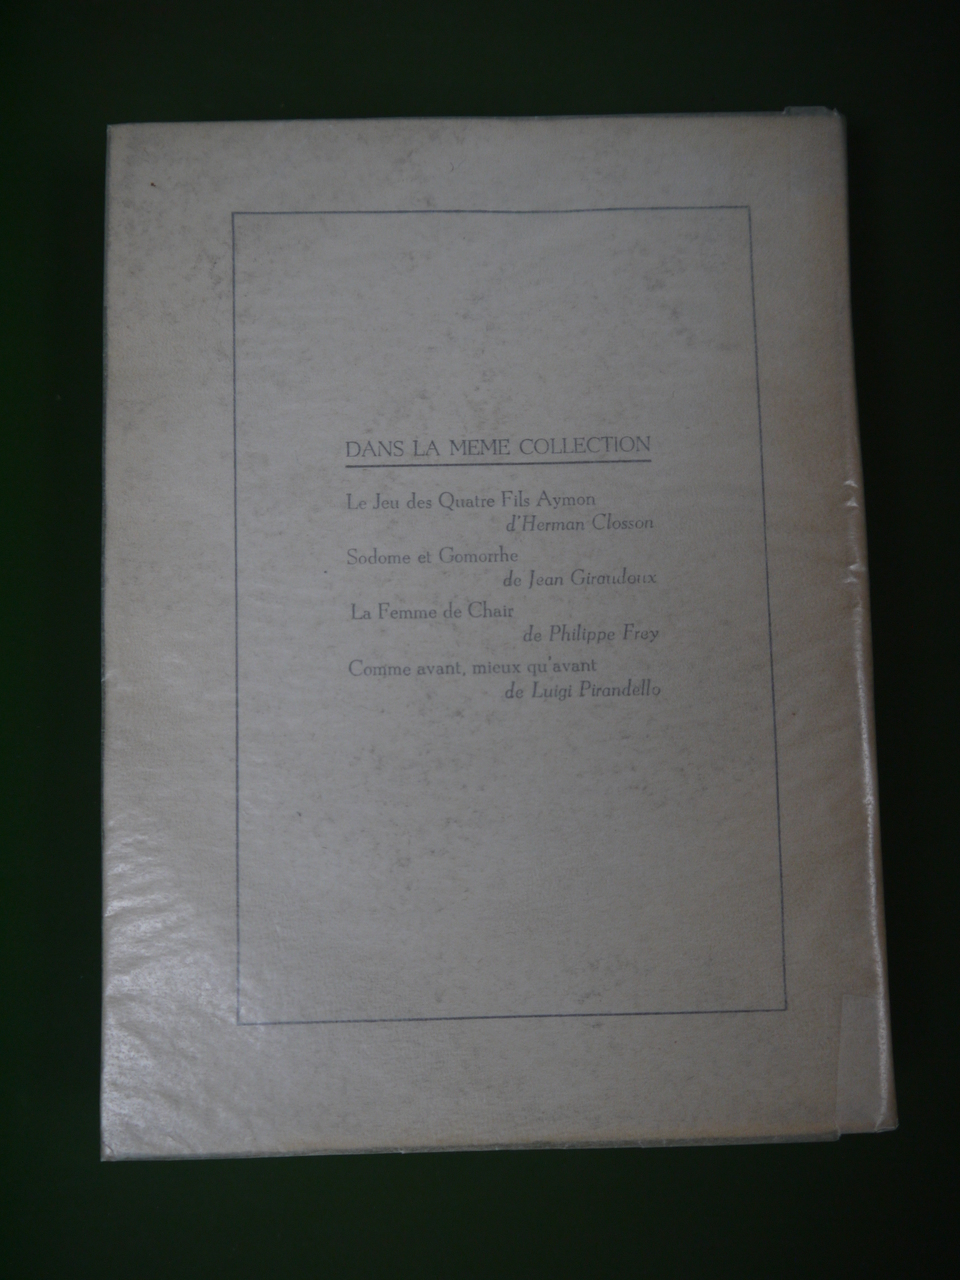 DANS LA MEME COLLECTION
Le Jeu des Quatre Fils Aymon
d'Herman Closson
Sodome et Gomorrhe
de Jean Giraudoux
La Femme de Chair
de Philippe Frey
Comme avant, mieux qu'avant
de Luigi Pirandello